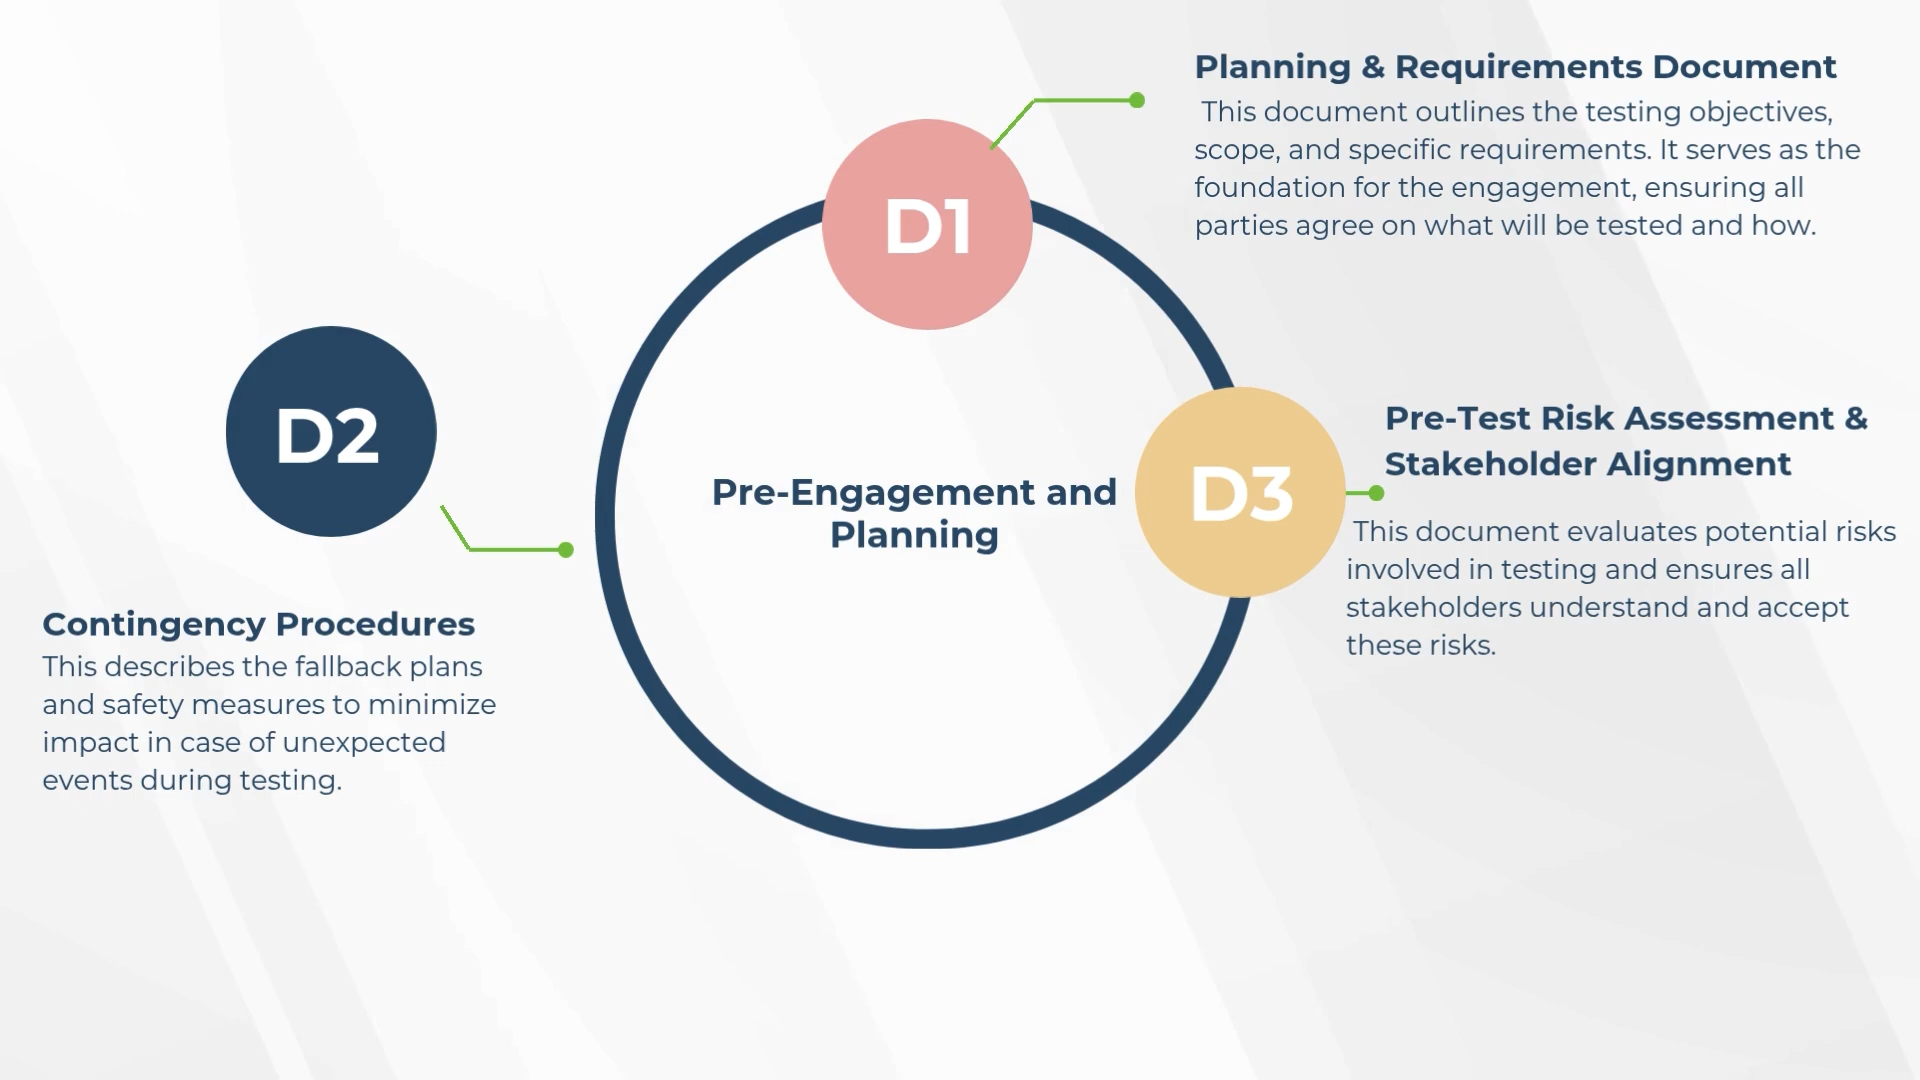 Planning & Requirements Document
This document outlines the testing objectives,
scope, and specific requirements. It serves as the
foundation for the engagement, ensuring all
parties agree on what will be tested and how.
D1
D2
Contingency Procedures
This describes the fallback plans
and safety measures to minimize
impact in case of unexpected
events during testing.
Pre-Engagement and
Planning
D3
Pre-Test Risk Assessment &
Stakeholder Alignment
This document evaluates potential risks
involved in testing and ensures all
stakeholders understand and accept
these risks.